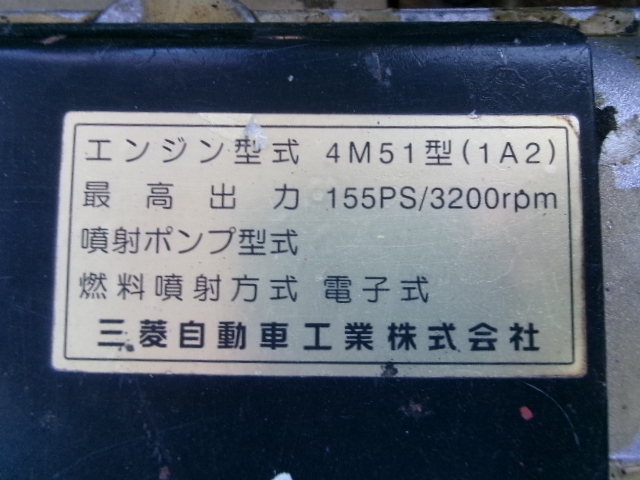 エンジン型式 4M51型(1A2)
最高出力 155PS/3200rpm
噴射ポンプ型式
燃料噴射方式 電子式
三菱自動車工業株式会社